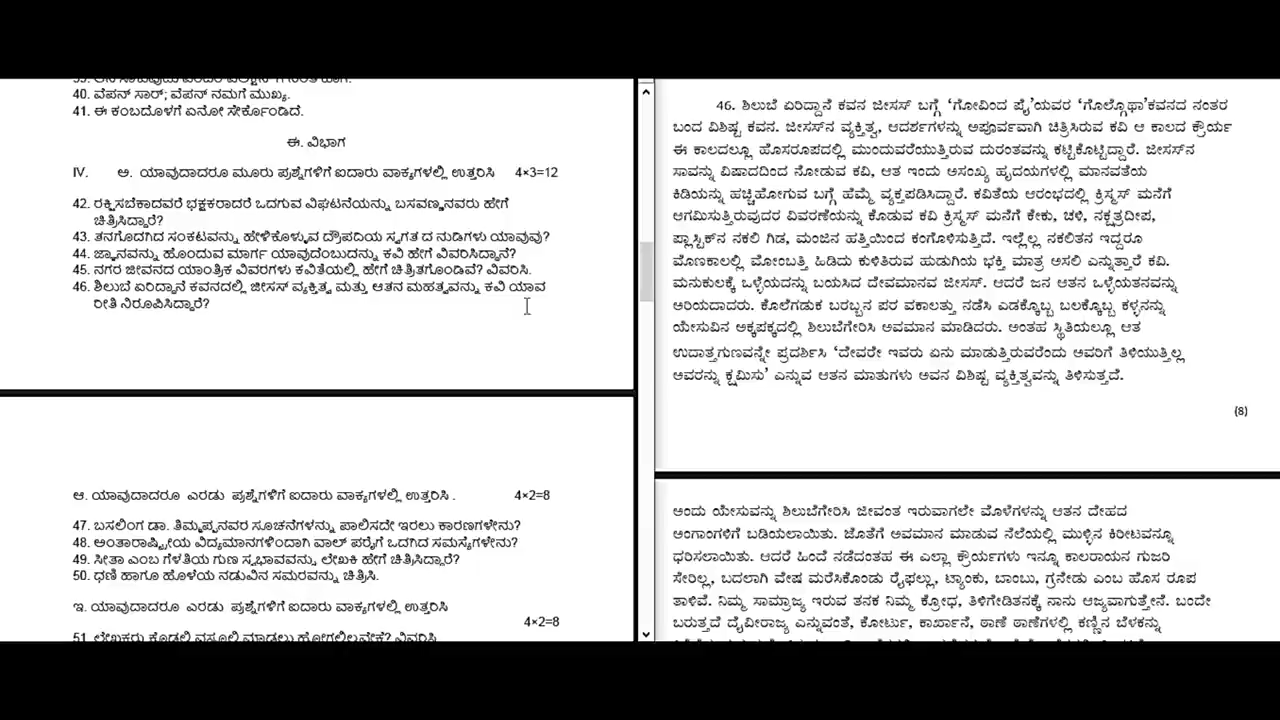 40. ವೆಪನ್ ಸಾರ್; ವೆಪನ್ ನಮಗೆ ಮುಖ್ಯ.
41. ಈ ಕಂಬದೊಳಗೆ ಏನೋ ಸೇರ್ಕೊಂಡಿದೆ.
ಈ. ವಿಭಾಗ
IV. ಅ. ಯಾವುದಾದರೂ ಮೂರು ಪ್ರಶ್ನೆಗಳಿಗೆ ಐದಾರು ವಾಕ್ಯಗಳಲ್ಲಿ ಉತ್ತರಿಸಿ 4×3=12
42. ರಕ್ಷಿಸಬೇಕಾದವರೆ ಭಕ್ಷಕರಾದರೆ ಒದಗುವ ವಿಘಟನೆಯನ್ನು ಬಸವಣ್ಣನವರು ಹೇಗೆ
ಚಿತ್ರಿಸಿದ್ದಾರೆ?
43. ತನಗೊದಗಿದ ಸಂಕಟವನ್ನು ಹೇಳಿಕೊಳ್ಳುವ ದ್ರೌಪದಿಯ ಸ್ವಗತ ದ ನುಡಿಗಳು ಯಾವುವು?
44. ಜ್ಞಾನವನ್ನು ಹೊಂದುವ ಮಾರ್ಗ ಯಾವುದೆಂಬುದನ್ನು ಕವಿ ಹೇಗೆ ವಿವರಿಸಿದ್ದಾನೆ?
45. ನಗರ ಜೀವನದ ಯಾಂತ್ರಿಕ ವಿವರಗಳು ಕವಿತೆಯಲ್ಲಿ ಹೇಗೆ ಚಿತ್ರಿತಗೊಂಡಿವೆ? ವಿವರಿಸಿ.
46. ಶಿಲುಬೆ ಏರಿದ್ದಾನೆ ಕವನದಲ್ಲಿ ಜೀಸಸ್ ವ್ಯಕ್ತಿತ್ವ ಮತ್ತು ಆತನ ಮಹತ್ವವನ್ನು ಕವಿ ಯಾವ
ರೀತಿ ನಿರೂಪಿಸಿದ್ದಾರೆ?
ಆ. ಯಾವುದಾದರೂ ಎರಡು ಪ್ರಶ್ನೆಗಳಿಗೆ ಐದಾರು ವಾಕ್ಯಗಳಲ್ಲಿ ಉತ್ತರಿಸಿ . 4×2=8
47. ಬಸಲಿಂಗ ಡಾ. ತಿಮ್ಮಪ್ಪನವರ ಸೂಚನೆಗಳನ್ನು ಪಾಲಿಸದೇ ಇರಲು ಕಾರಣಗಳೇನು?
48. ಅಂತಾರಾಷ್ಟ್ರೀಯ ವಿದ್ಯಮಾನಗಳಿಂದಾಗಿ ವಾಲ್ ಪರೈಗೆ ಒದಗಿದ ಸಮಸ್ಯೆಗಳೇನು?
49. ಸೀತಾ ಎಂಬ ಗೆಳತಿಯ ಗುಣ ಸ್ವಭಾವವನ್ನು ಲೇಖಕಿ ಹೇಗೆ ಚಿತ್ರಿಸಿದ್ದಾರೆ?
50. ಧಣಿ ಹಾಗೂ ಹೊಳೆಯ ನಡುವಿನ ಸಮರವನ್ನು ಚಿತ್ರಿಸಿ.
ಇ. ಯಾವುದಾದರೂ ಎರಡು ಪ್ರಶ್ನೆಗಳಿಗೆ ಐದಾರು ವಾಕ್ಯಗಳಲ್ಲಿ ಉತ್ತರಿಸಿ
4×2=8
51. ಲೇಖಕರು ಕೊಡಲಿ ವಸೂಲಿ ಮಾಡಲು ಹೋಗಲಿಲ್ಲವೇಕೆ? ವಿವರಿಸಿ
46. ಶಿಲುಬೆ ಏರಿದ್ದಾನೆ ಕವನ ಜೀಸಸ್ ಬಗ್ಗೆ ‘ಗೋವಿಂದ ಪೈ’ಯವರ ‘ಗೊಲ್ಗೊಥಾ’ಕವನದ ನಂತರ
ಬಂದ ವಿಶಿಷ್ಟ ಕವನ. ಜೀಸಸ್‌ನ ವ್ಯಕ್ತಿತ್ವ, ಆದರ್ಶಗಳನ್ನು ಅಪೂರ್ವವಾಗಿ ಚಿತ್ರಿಸಿರುವ ಕವಿ ಆ ಕಾಲದ ಕ್ರೌರ್ಯ
ಈ ಕಾಲದಲ್ಲೂ ಹೊಸರೂಪದಲ್ಲಿ ಮುಂದುವರೆಯುತ್ತಿರುವ ದುರಂತವನ್ನು ಕಟ್ಟಿಕೊಟ್ಟಿದ್ದಾರೆ. ಜೀಸಸ್‌ನ
ಸಾವನ್ನು ವಿಷಾದದಿಂದ ನೋಡುವ ಕವಿ, ಆತ ಇಂದು ಅಸಂಖ್ಯ ಹೃದಯಗಳಲ್ಲಿ ಮಾನವತೆಯ
ಕಿಡಿಯನ್ನು ಹಚ್ಚಿಹೋಗುವ ಬಗ್ಗೆ ಹೆಮ್ಮೆ ವ್ಯಕ್ತಪಡಿಸಿದ್ದಾರೆ. ಕವಿತೆಯ ಆರಂಭದಲ್ಲಿ ಕ್ರಿಸ್ಮಸ್ ಮನೆಗೆ
ಆಗಮಿಸುತ್ತಿರುವುದರ ವಿವರಣೆಯನ್ನು ಕೊಡುವ ಕವಿ ಕ್ರಿಸ್ಮಸ್ ಮನೆಗೆ ಕೇಕು, ಚಳಿ, ನಕ್ಷತ್ರದೀಪ,
ಪ್ಲಾಸ್ಟಿಕ್‌ನ ನಕಲಿ ಗಿಡ, ಮಂಜಿನ ಹತ್ತಿಯಿಂದ ಕಂಗೊಳಿಸುತ್ತಿದೆ. ಇಲ್ಲೆಲ್ಲ ನಕಲಿತನ ಇದ್ದರೂ
ಮೊಣಕಾಲಲ್ಲಿ ಮೋಂಬತ್ತಿ ಹಿಡಿದು ಕುಳಿತಿರುವ ಹುಡುಗಿಯ ಭಕ್ತಿ ಮಾತ್ರ ಅಸಲಿ ಎನ್ನುತ್ತಾರೆ ಕವಿ.
ಮನುಕುಲಕ್ಕೆ ಒಳ್ಳೆಯದನ್ನು ಬಯಸಿದ ದೇವಮಾನವ ಜೀಸಸ್. ಆದರೆ ಜನ ಆತನ ಒಳ್ಳೆಯತನವನ್ನು
ಅರಿಯದಾದರು. ಕೊಲೆಗಡುಕ ಬರಬ್ಬನ ಪರ ವಕಾಲತ್ತು ನಡೆಸಿ ಎಡಕ್ಕೊಬ್ಬ ಬಲಕ್ಕೊಬ್ಬ ಕಳ್ಳನನ್ನು
ಯೇಸುವಿನ ಅಕ್ಕಪಕ್ಕದಲ್ಲಿ ಶಿಲುಬೆಗೇರಿಸಿ ಅವಮಾನ ಮಾಡಿದರು. ಅಂತಹ ಸ್ಥಿತಿಯಲ್ಲೂ ಆತ
ಉದಾತ್ತಗುಣವನ್ನೇ ಪ್ರದರ್ಶಿಸಿ ‘ದೇವರೇ ಇವರು ಏನು ಮಾಡುತ್ತಿರುವರೆಂದು ಅವರಿಗೆ ತಿಳಿಯುತ್ತಿಲ್ಲ
ಅವರನ್ನು ಕ್ಷಮಿಸು’ ಎನ್ನುವ ಆತನ ಮಾತುಗಳು ಅವನ ವಿಶಿಷ್ಟ ವ್ಯಕ್ತಿತ್ವವನ್ನು ತಿಳಿಸುತ್ತದೆ.
(8)
ಅಂದು ಯೇಸುವನ್ನು ಶಿಲುಬೆಗೇರಿಸಿ ಜೀವಂತ ಇರುವಾಗಲೇ ಮೊಳೆಗಳನ್ನು ಆತನ ದೇಹದ
ಅಂಗಾಂಗಳಿಗೆ ಬಡಿಯಲಾಯಿತು. ಜೊತೆಗೆ ಅವಮಾನ ಮಾಡುವ ನೆಲೆಯಲ್ಲಿ ಮುಳ್ಳಿನ ಕಿರೀಟವನ್ನೂ
ಧರಿಸಲಾಯಿತು. ಆದರೆ ಹಿಂದೆ ನಡೆದಂತಹ ಈ ಎಲ್ಲಾ ಕ್ರೌರ್ಯಗಳು ಇನ್ನೂ ಕಾಲರಾಯನ ಗುಜರಿ
ಸೇರಿಲ್ಲ, ಬದಲಾಗಿ ವೇಷ ಮರೆಸಿಕೊಂಡು ರೈಫಲ್ಲು, ಟ್ಯಾಂಕು, ಬಾಂಬು, ಗ್ರನೇಡು ಎಂಬ ಹೊಸ ರೂಪ
ತಾಳಿವೆ. ನಿಮ್ಮ ಸಾಮ್ರಾಜ್ಯ ಇರುವ ತನಕ ನಿಮ್ಮ ಕ್ರೋಧ, ತಿಳಿಗೇಡಿತನಕ್ಕೆ ನಾನು ಆಜ್ಯವಾಗುತ್ತೇನೆ. ಬಂದೇ
ಬರುತ್ತದೆ ದೈವೀರಾಜ್ಯ ಎನ್ನುವಂತೆ, ಕೋರ್ಟು, ಕಾರ್ಖಾನೆ, ಠಾಣೆ ಠಾಣೆಗಳಲ್ಲಿ ಕಣ್ಣಿನ ಬೆಳಕನ್ನು